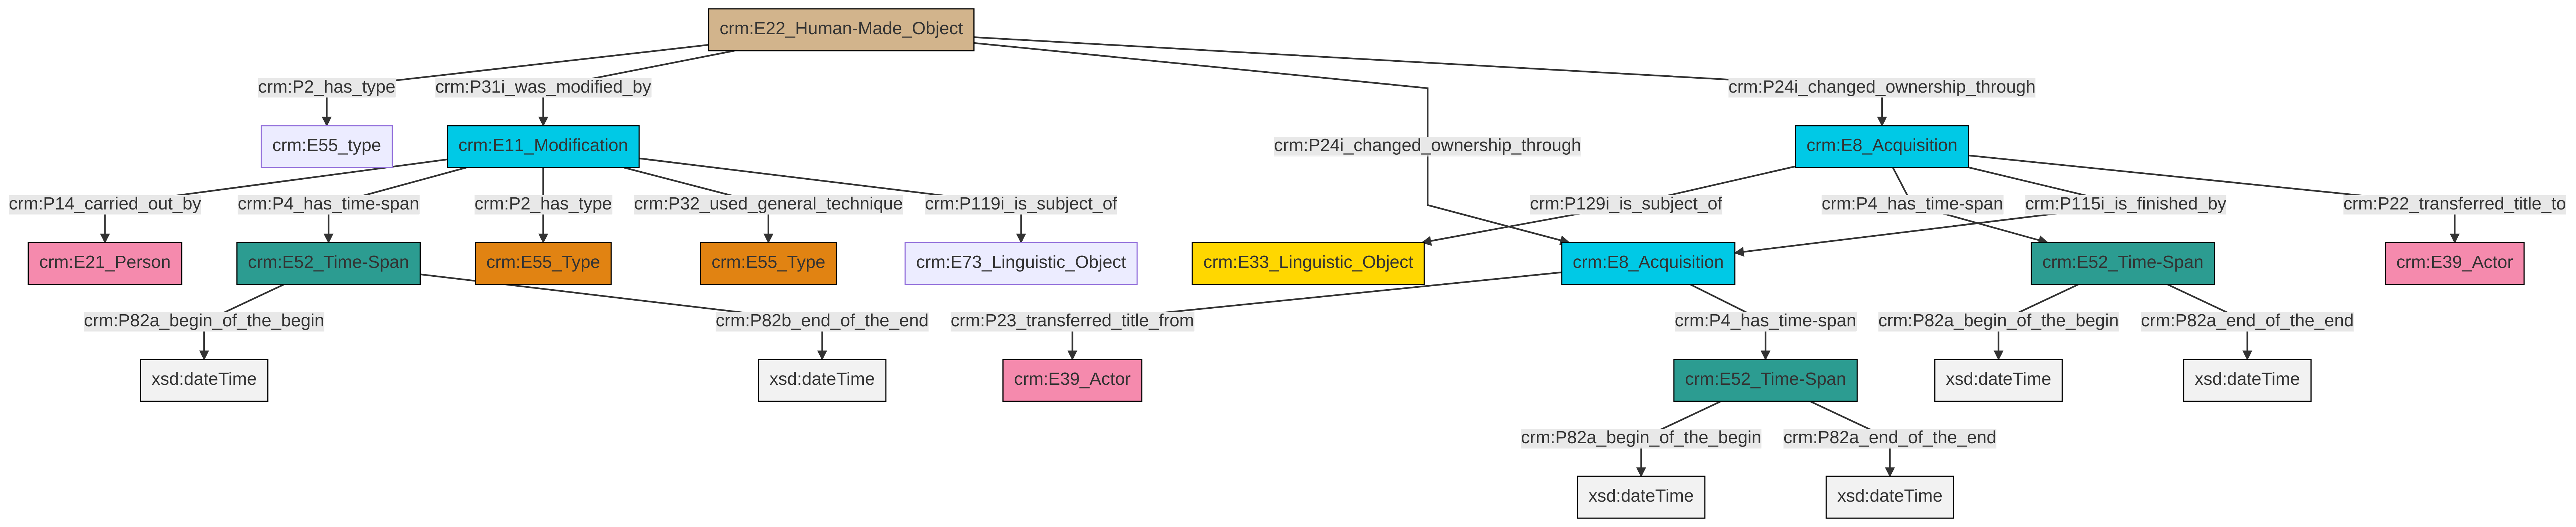 crm:E22_Human-Made_Object
crm:P2_has_type
crm:P31i_was_modified_by
crm:P24i_changed_ownership_through
crm:P24i_changed_ownership_through
crm:E55_type
crm:E11_Modification
crm:E8_Acquisition
crm:P14_carried_out_by
crm:P4_has_time-span
crm:P2_has_type
crm:P32_used_general_technique
crm:P119i_is_subject_of
crm:P129i_is_subject_of
crm:P4_has_time-span
crm:P115i_is_finished_by
crm:P22_transferred_title_to
crm:E21_Person
crm:E52_Time-Span
crm:E55_Type
crm:E55_Type
crm:E73_Linguistic_Object
crm:E33_Linguistic_Object
crm:E8_Acquisition
crm:E52_Time-Span
crm:E39_Actor
crm:P82a_begin_of_the_begin
crm:P82b_end_of_the_end
crm:P23_transferred_title_from
crm:P4_has_time-span
crm:P82a_begin_of_the_begin
crm:P82a_end_of_the_end
xsd:dateTime
xsd:dateTime
crm:E39_Actor
crm:E52_Time-Span
xsd:dateTime
xsd:dateTime
crm:P82a_begin_of_the_begin
crm:P82a_end_of_the_end
xsd:dateTime
xsd:dateTime